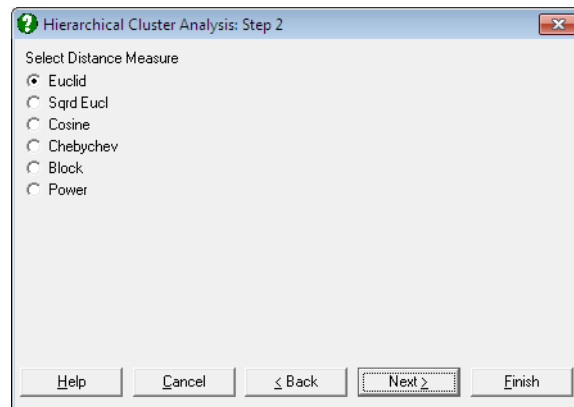 Hierarchical Cluster Analysis: Step 2
Select Distance Measure
Euclid
Sqrd Eucl
Cosine
Chebychev
Block
Power
Help Cancel < Back Next > Finish